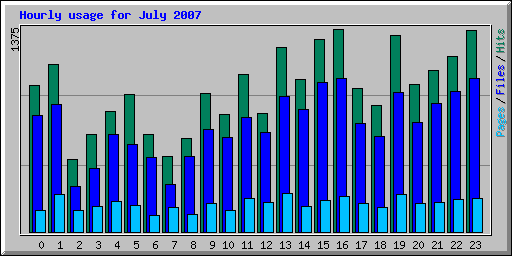 Hourly usage for July 2007
1375
Pages / Files / Hits
0 1 2 3 4 5 6 7 8 9 10 11 12 13 14 15 16 17 18 19 20 21 22 23